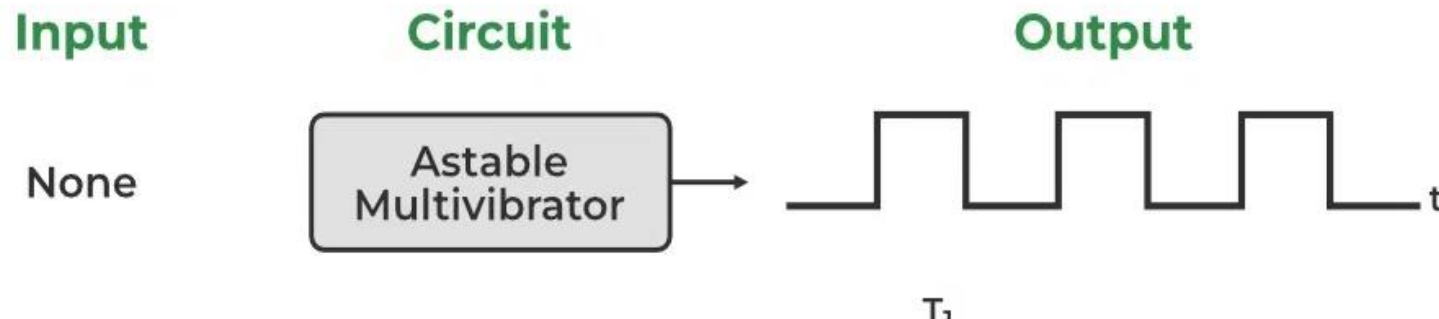 Input
Circuit
Output
None
Astable
Multivibrator
t
T₁